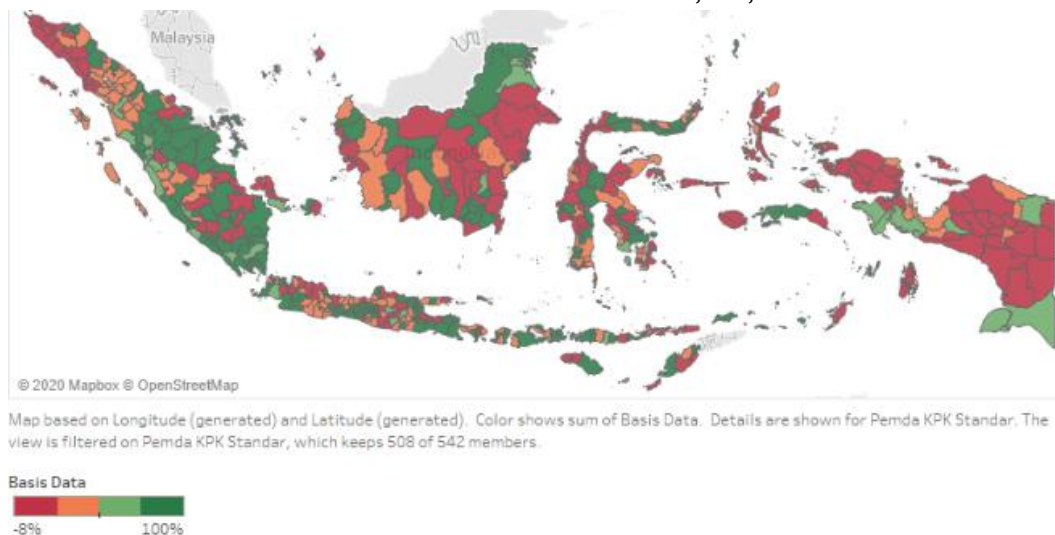 Malaysia
© 2020 Mapbox © OpenStreetMap
Map based on Longitude (generated) and Latitude (generated). Color shows sum of Basis Data. Details are shown for Pemda KPK Standar. The
view is filtered on Pemda KPK Standar, which keeps 508 of 542 members.
Basis Data
-8% 100%